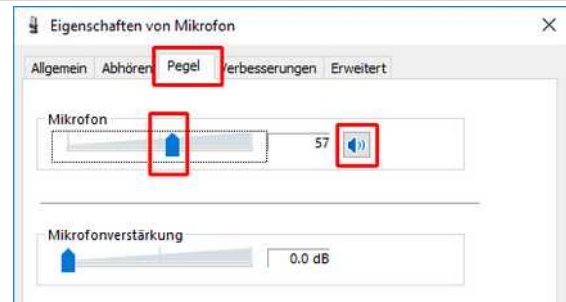 Eigenschaften von Mikrofon
Allgemein Abhören Pegel Verbesserungen Erweitert
Mikrofon
57
Mikrofonverstärkung
0.0 dB